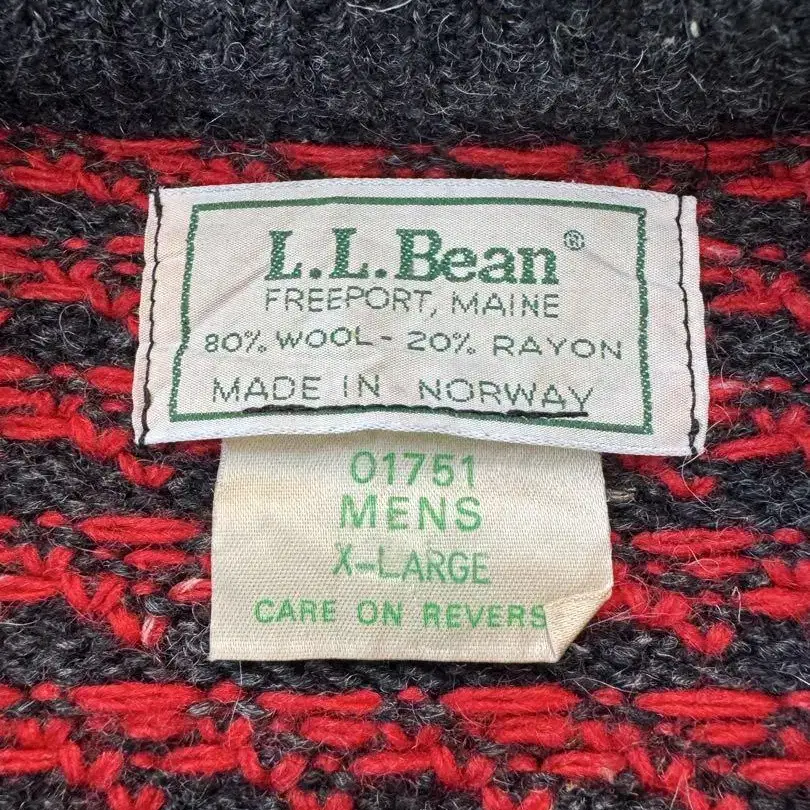 L.L.Bean®
FREEPORT, MAINE
80% WOOL - 20% RAYON
MADE IN NORWAY
01751
MENS
X-LARGE
CARE ON REVERS